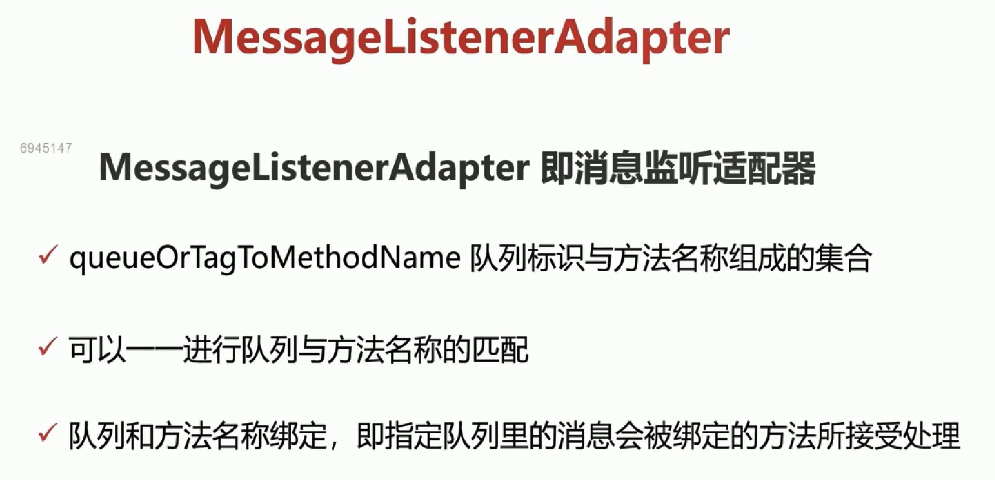 MessageListenerAdapter
6945147
MessageListenerAdapter 即消息监听适配器
✓ queueOrTagToMethodName 队列标识与方法名称组成的集合
✓ 可以一一进行队列与方法名称的匹配
✓ 队列和方法名称绑定，即指定队列里的消息会被绑定的方法所接受处理